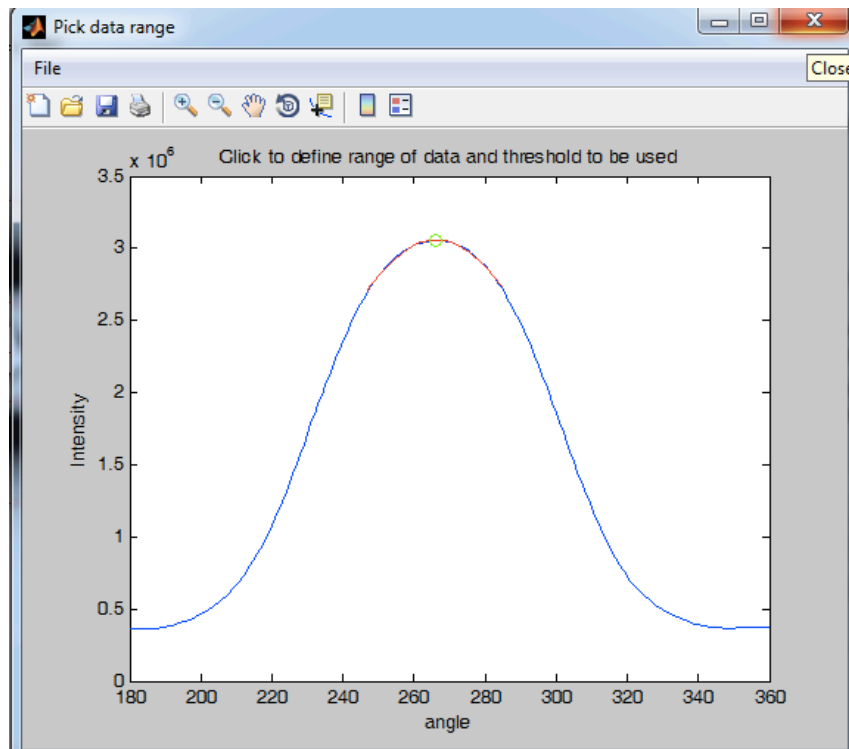 Pick data range
File
Close
x 10^6
Click to define range of data and threshold to be used
3.5
3
2.5
2
1.5
1
0.5
0
Intensity
180 200 220 240 260 280 300 320 340 360
angle